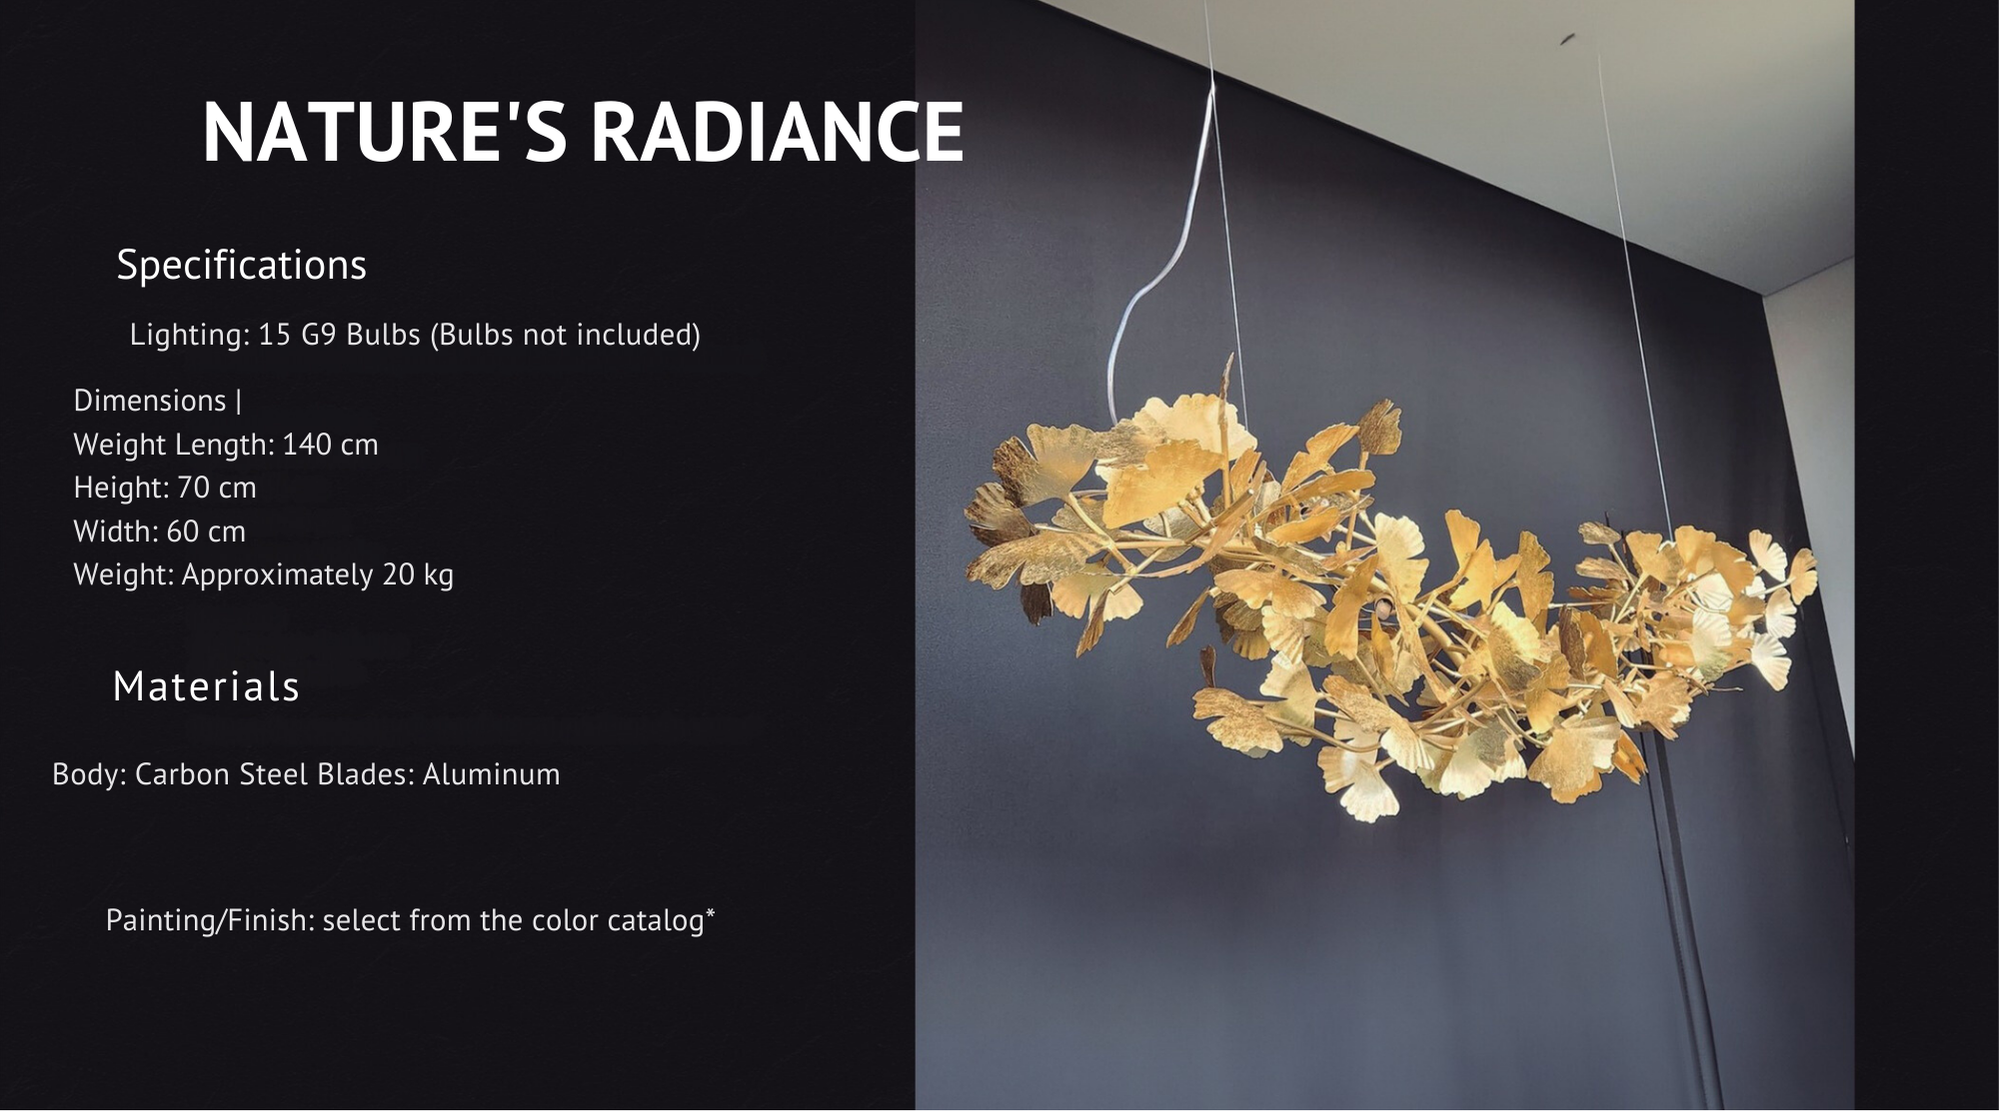 NATURE'S RADIANCE
Specifications
Lighting: 15 G9 Bulbs (Bulbs not included)
Dimensions |
Weight Length: 140 cm
Height: 70 cm
Width: 60 cm
Weight: Approximately 20 kg
Materials
Body: Carbon Steel Blades: Aluminum
Painting/Finish: select from the color catalog*